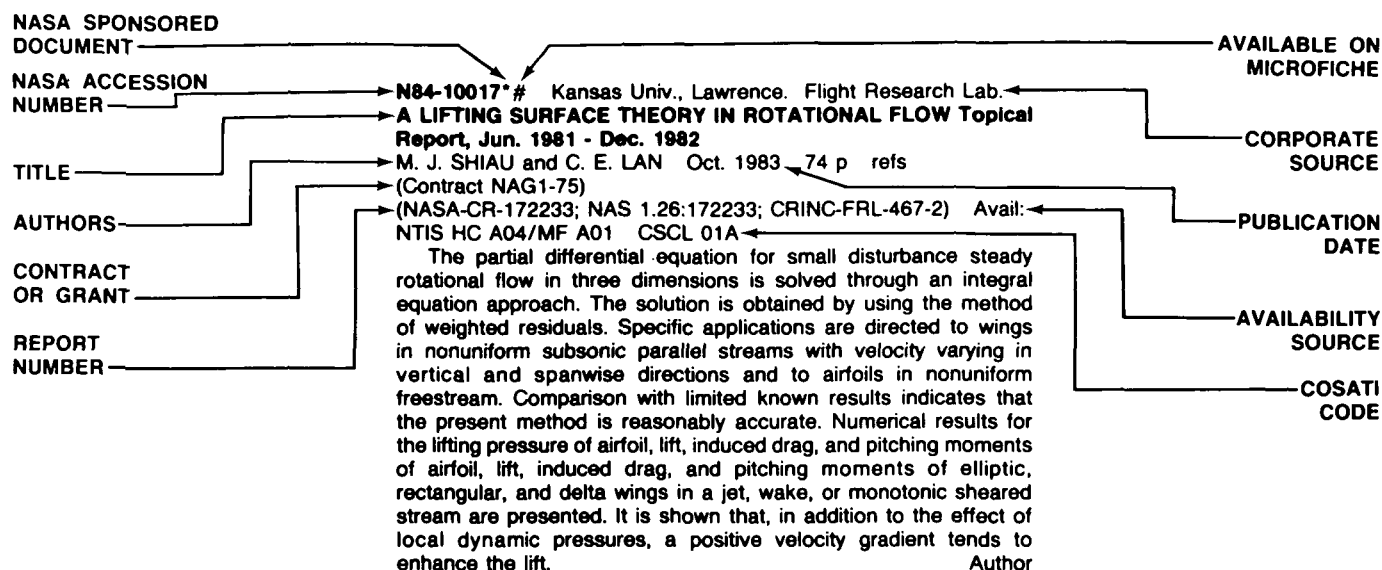 NASA SPONSORED
DOCUMENT
NASA ACCESSION
NUMBER
TITLE
AUTHORS
CONTRACT
OR GRANT
REPORT
NUMBER
N84-10017*# Kansas Univ., Lawrence. Flight Research Lab.
A LIFTING SURFACE THEORY IN ROTATIONAL FLOW Topical
Report, Jun. 1981 - Dec. 1982
M. J. SHIAU and C. E. LAN Oct. 1983 74 p refs
(Contract NAG1-75)
(NASA-CR-172233; NAS 1.26:172233; CRINC-FRL-467-2) Avail:
NTIS HC A04/MF A01 CSCL 01A
The partial differential equation for small disturbance steady
rotational flow in three dimensions is solved through an integral
equation approach. The solution is obtained by using the method
of weighted residuals. Specific applications are directed to wings
in nonuniform subsonic parallel streams with velocity varying in
vertical and spanwise directions and to airfoils in nonuniform
freestream. Comparison with limited known results indicates that
the present method is reasonably accurate. Numerical results for
the lifting pressure of airfoil, lift, induced drag, and pitching moments
of airfoil, lift, induced drag, and pitching moments of elliptic,
rectangular, and delta wings in a jet, wake, or monotonic sheared
stream are presented. It is shown that, in addition to the effect of
local dynamic pressures, a positive velocity gradient tends to
enhance the lift. Author
AVAILABLE ON
MICROFICHE
CORPORATE
SOURCE
PUBLICATION
DATE
AVAILABILITY
SOURCE
COSATI
CODE